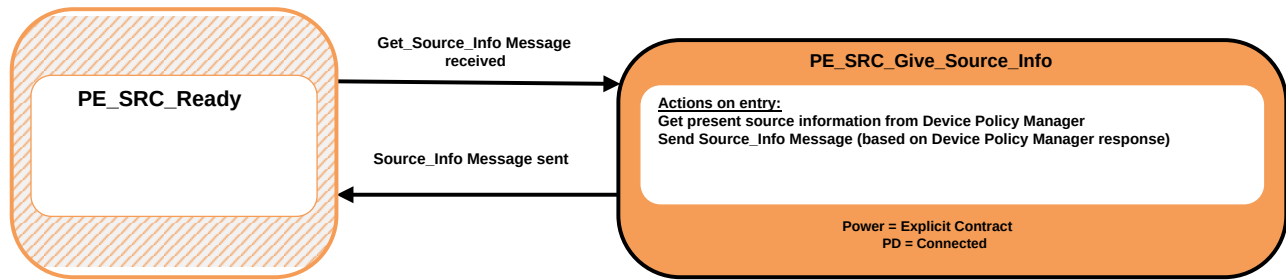 PE_SRC_Ready
Get_Source_Info Message
received
Source_Info Message sent
PE_SRC_Give_Source_Info
Actions on entry:
Get present source information from Device Policy Manager
Send Source_Info Message (based on Device Policy Manager response)
Power = Explicit Contract
PD = Connected